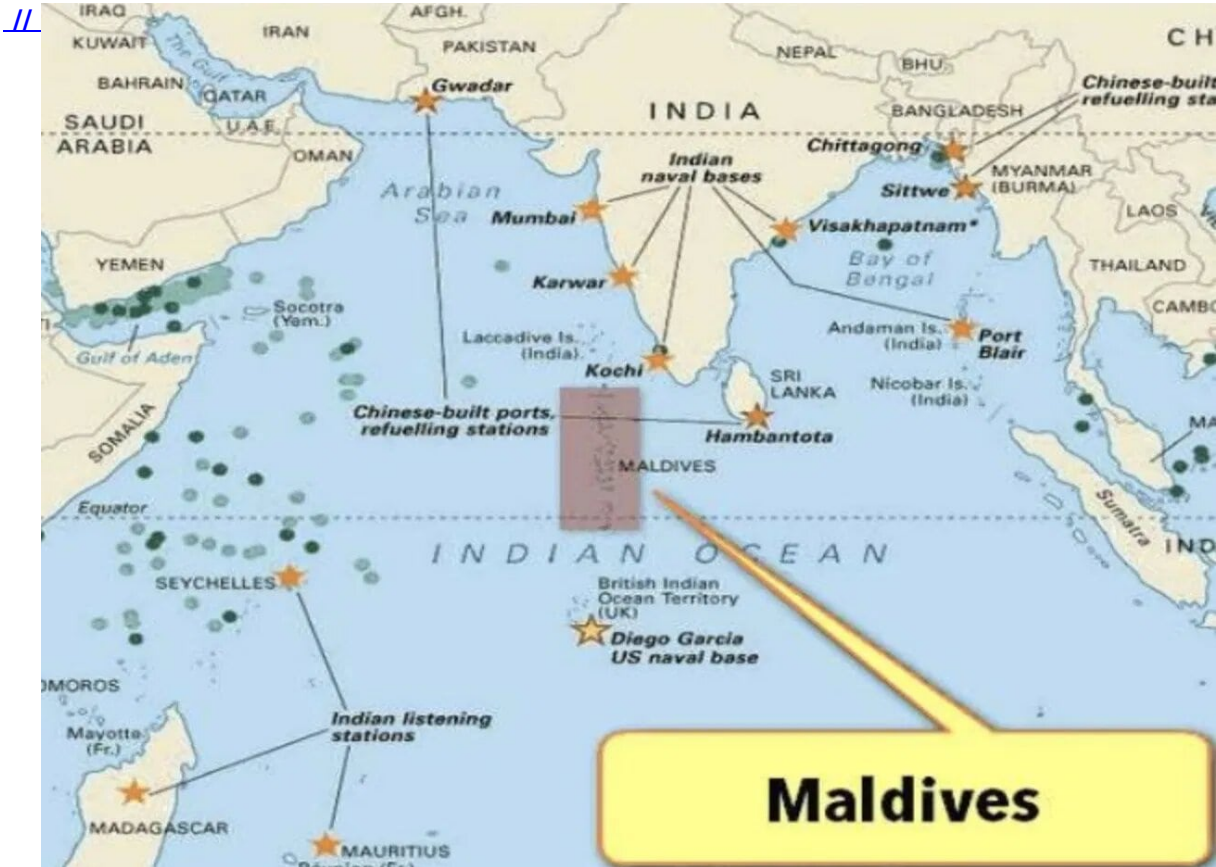 //
IRAQ
AFGH.
IRAN
KUWAIT
PAKISTAN
NEPAL
BHU.
CH
The Gulf
BAHRAIN
QATAR
Gwadar
Chinese-built
refuelling sta
SAUDI
ARABIA
U.A.E.
INDIA
BANGLADESH
OMAN
Chittagong
Indian
naval bases
MYANMAR
(BURMA)
Arabian
Sea
Mumbai
Sittwe
LAOS
Visakhapatnam*
YEMEN
Bay of
Bengal
THAILAND
Karwar
Socotra
(Yem.)
CAMBO
Gulf of Aden
Laccadive Is.
(India)
Andaman Is.
(India)
Port
Blair
Kochi
SRI
LANKA
Nicobar Is.
(India)
Chinese-built ports,
refuelling stations
Hambantota
MA
SOMALIA
MALDIVES
Equator
Sumatra
INDIAN OCEAN
IND
SEYCHELLES
British Indian
Ocean Territory
(UK)
Diego Garcia
US naval base
OMOROS
Mayotte
(Fr.)
Indian listening
stations
Maldives
MADAGASCAR
MAURITIUS